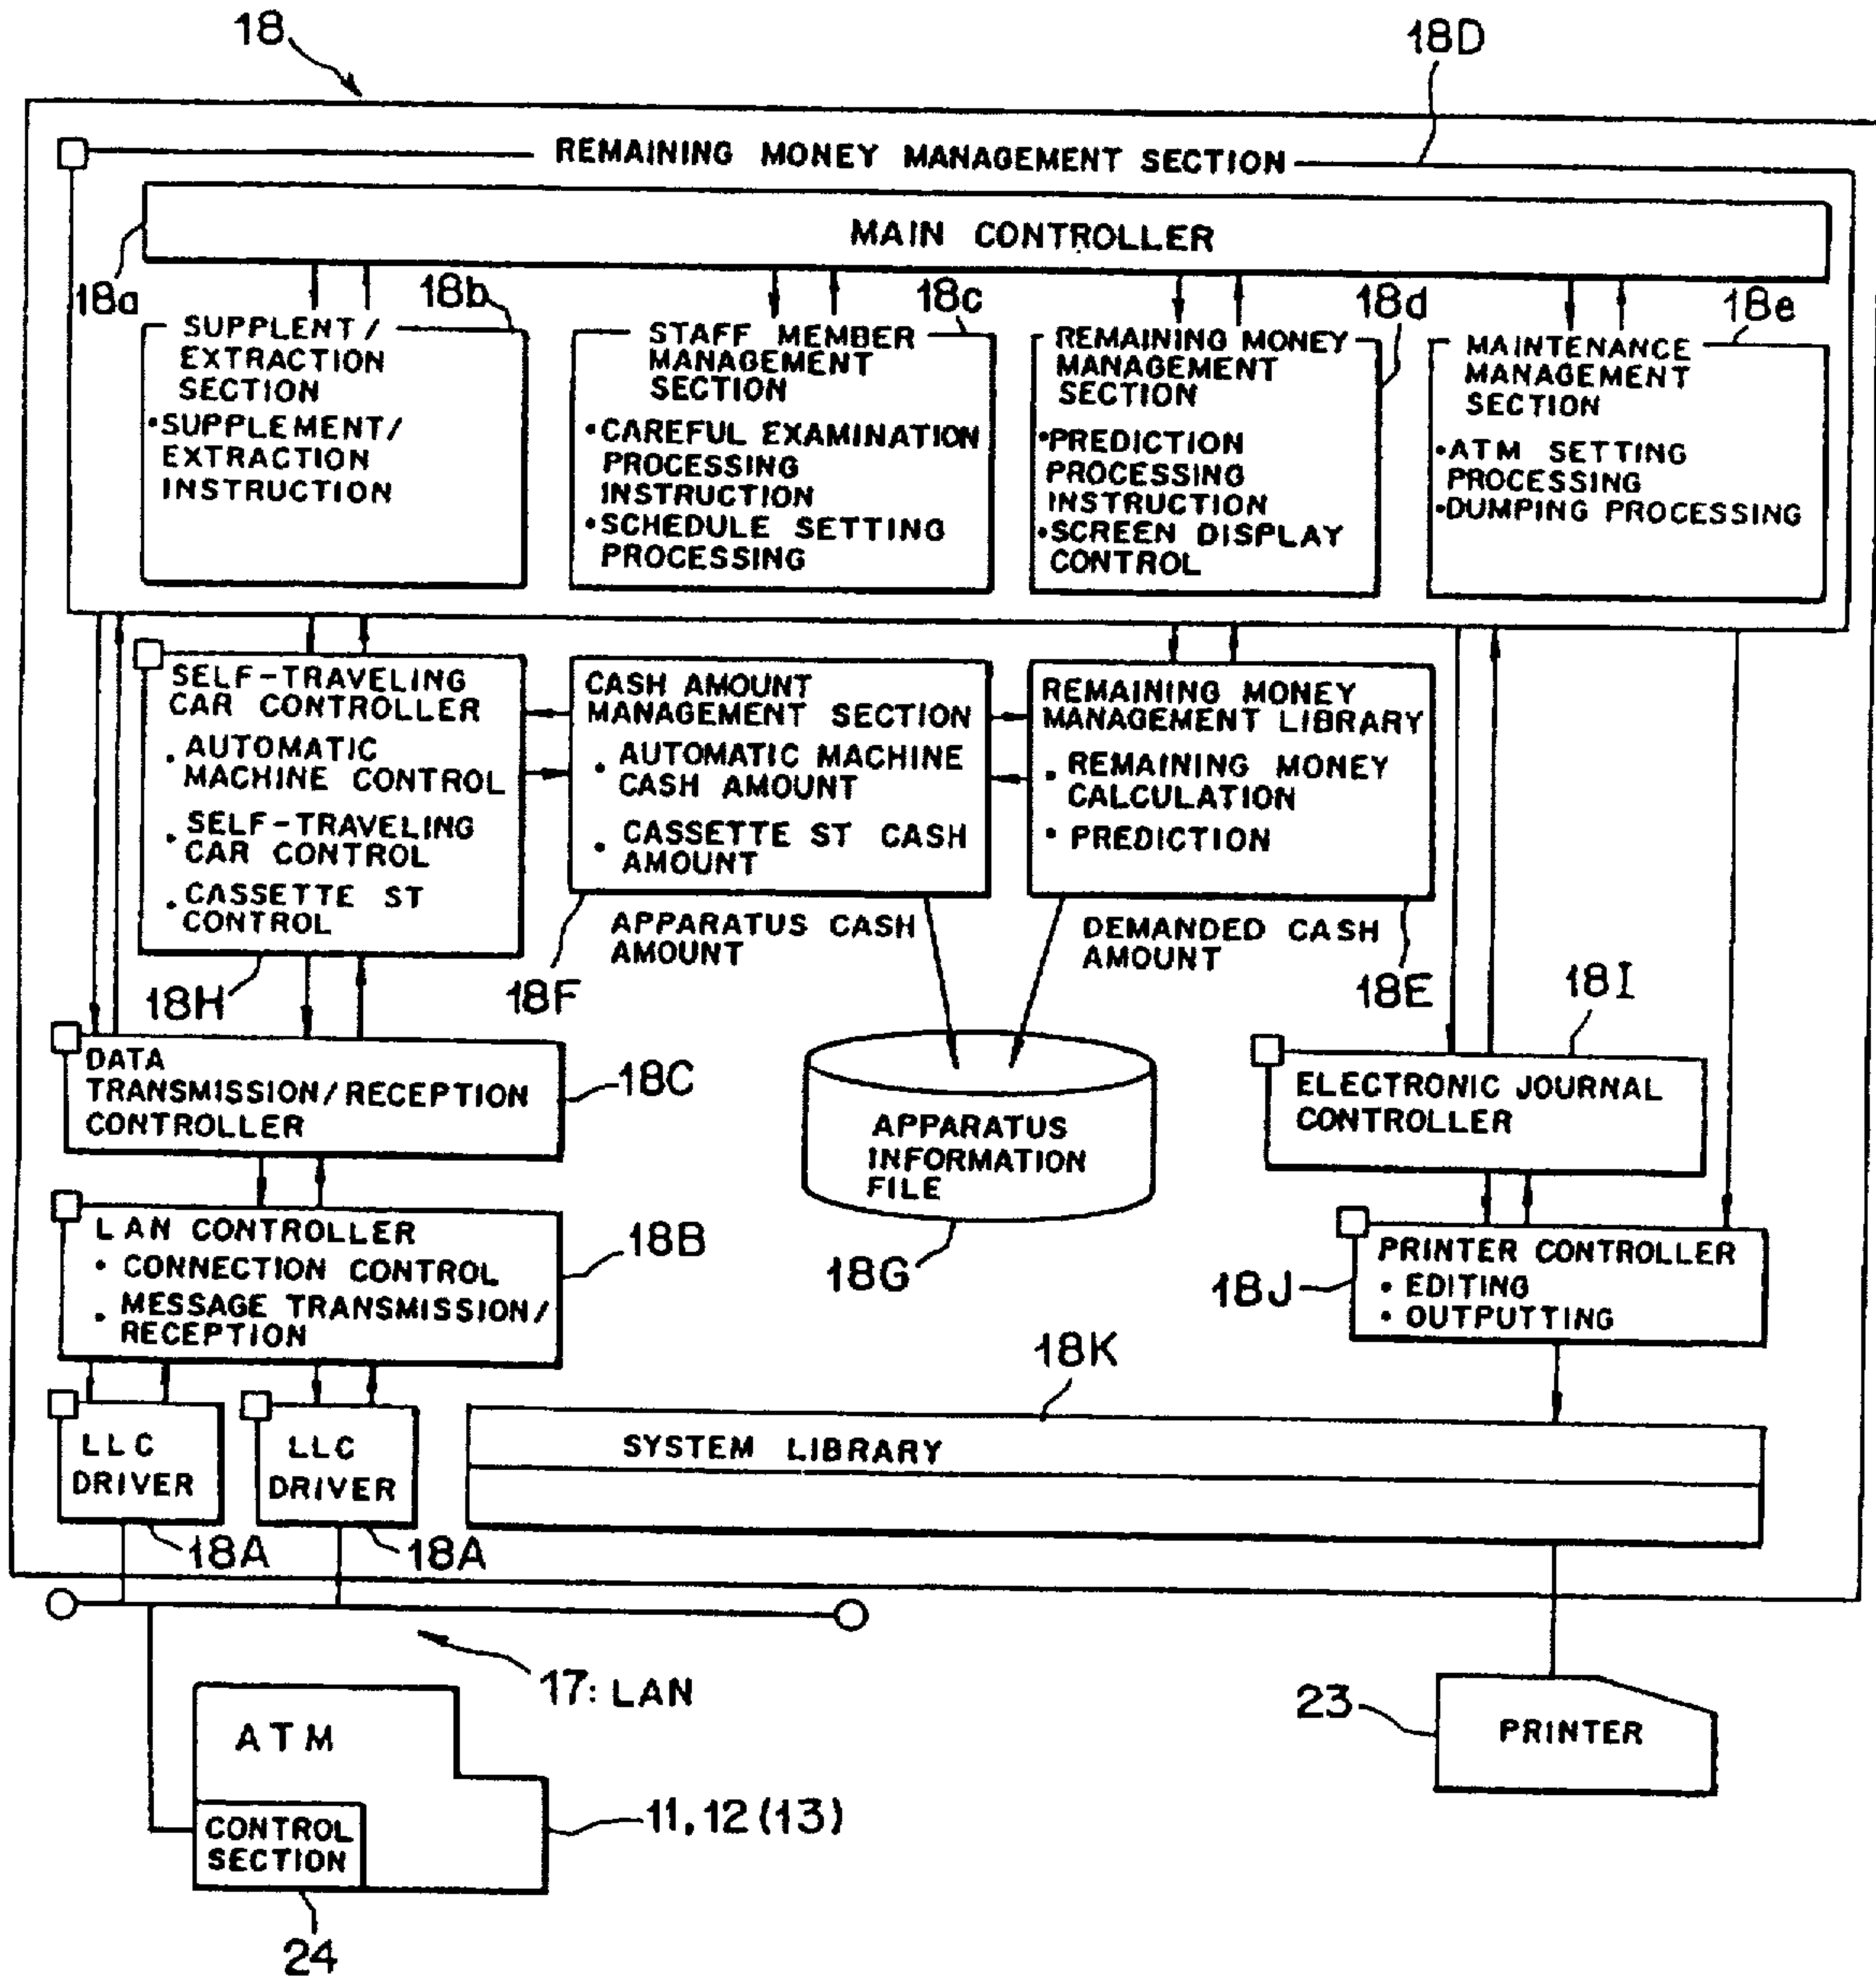 18
18D
REMAINING MONEY MANAGEMENT SECTION
MAIN CONTROLLER
18a
18b
18c
18d
18e
SUPPLENT/
EXTRACTION
SECTION
•SUPPLEMENT/
EXTRACTION
INSTRUCTION
STAFF MEMBER
MANAGEMENT
SECTION
•CAREFUL EXAMINATION
PROCESSING
INSTRUCTION
•SCHEDULE SETTING
PROCESSING
REMAINING MONEY
MANAGEMENT
SECTION
•PREDICTION
PROCESSING
INSTRUCTION
•SCREEN DISPLAY
CONTROL
MAINTENANCE
MANAGEMENT
SECTION
•ATM SETTING
PROCESSING
•DUMPING PROCESSING
SELF-TRAVELING
CAR CONTROLLER
• AUTOMATIC
MACHINE CONTROL
• SELF-TRAVELING
CAR CONTROL
• CASSETTE ST
CONTROL
CASH AMOUNT
MANAGEMENT SECTION
• AUTOMATIC MACHINE
CASH AMOUNT
• CASSETTE ST CASH
AMOUNT
REMAINING MONEY
MANAGEMENT LIBRARY
• REMAINING MONEY
CALCULATION
• PREDICTION
APPARATUS CASH
AMOUNT
DEMANDED CASH
AMOUNT
18H
18F
18E
18I
DATA
TRANSMISSION/RECEPTION
CONTROLLER
18C
APPARATUS
INFORMATION
FILE
18G
ELECTRONIC JOURNAL
CONTROLLER
LAN CONTROLLER
• CONNECTION CONTROL
• MESSAGE TRANSMISSION/
RECEPTION
18B
18J
PRINTER CONTROLLER
• EDITING
• OUTPUTTING
18K
LLC
DRIVER
LLC
DRIVER
SYSTEM LIBRARY
18A
18A
17: LAN
ATM
CONTROL
SECTION
11, 12 (13)
24
23
PRINTER